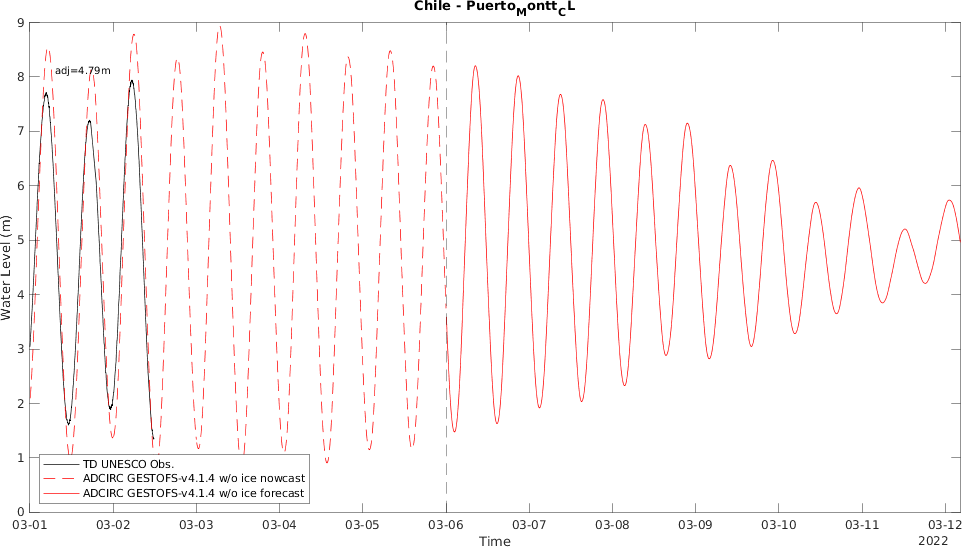 Chile - PuertoMonttCL
9
8
7
6
5
4
3
2
1
0
Water Level (m)
adj=4.79m
TD UNESCO Obs.
ADCIRC GESTOFS-v4.1.4 w/o ice nowcast
ADCIRC GESTOFS-v4.1.4 w/o ice forecast
03-01 03-02 03-03 03-04 03-05 03-06 03-07 03-08 03-09 03-10 03-11 03-12
Time
2022